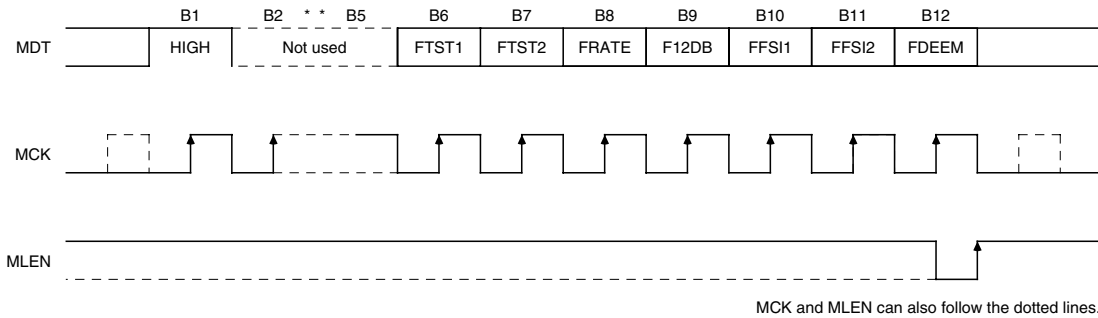 B1 B2 * * B5 B6 B7 B8 B9 B10 B11 B12
MDT HIGH Not used FTST1 FTST2 FRATE F12DB FFSI1 FFSI2 FDEEM
MCK
MLEN
MCK and MLEN can also follow the dotted lines.